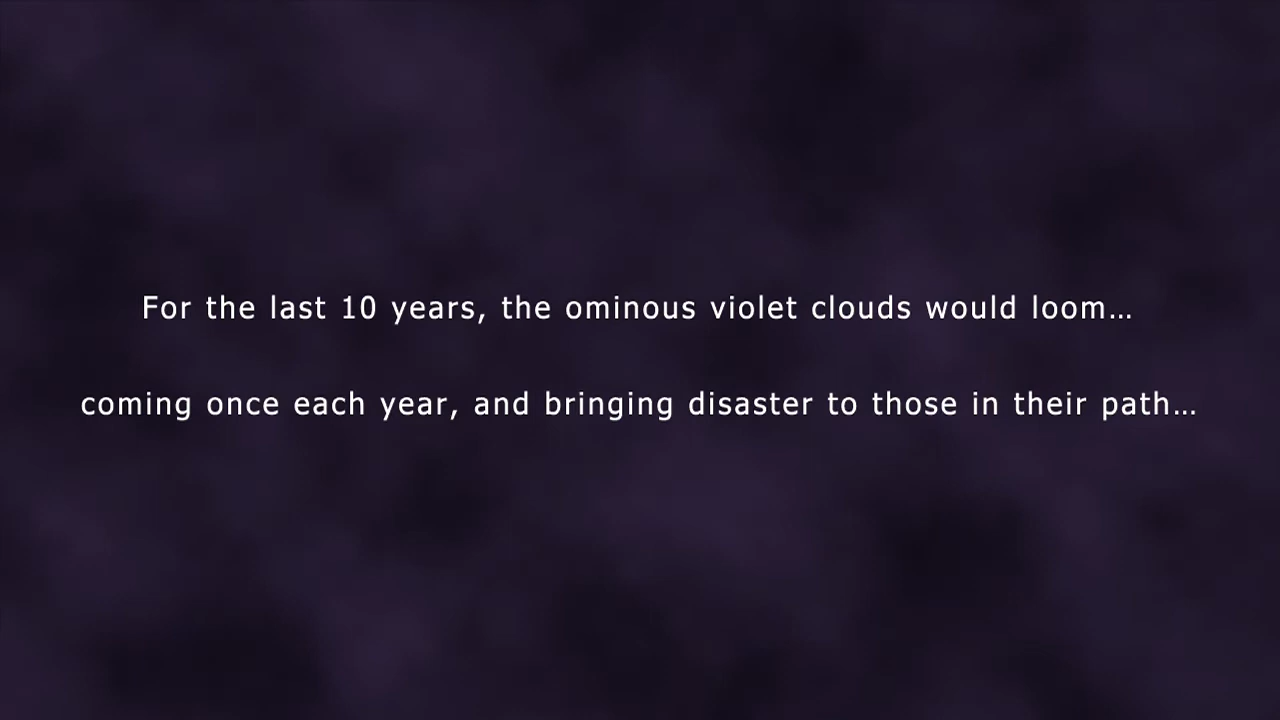 For the last 10 years, the ominous violet clouds would loom…
coming once each year, and bringing disaster to those in their path…